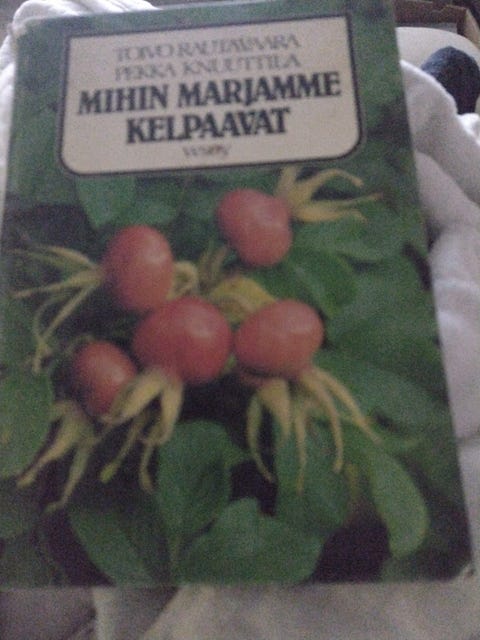 TOIVO RAUTAVAARA
PEKKA KNUUTTILA
MIHIN MARJAMME
KELPAAVAT
WSOY